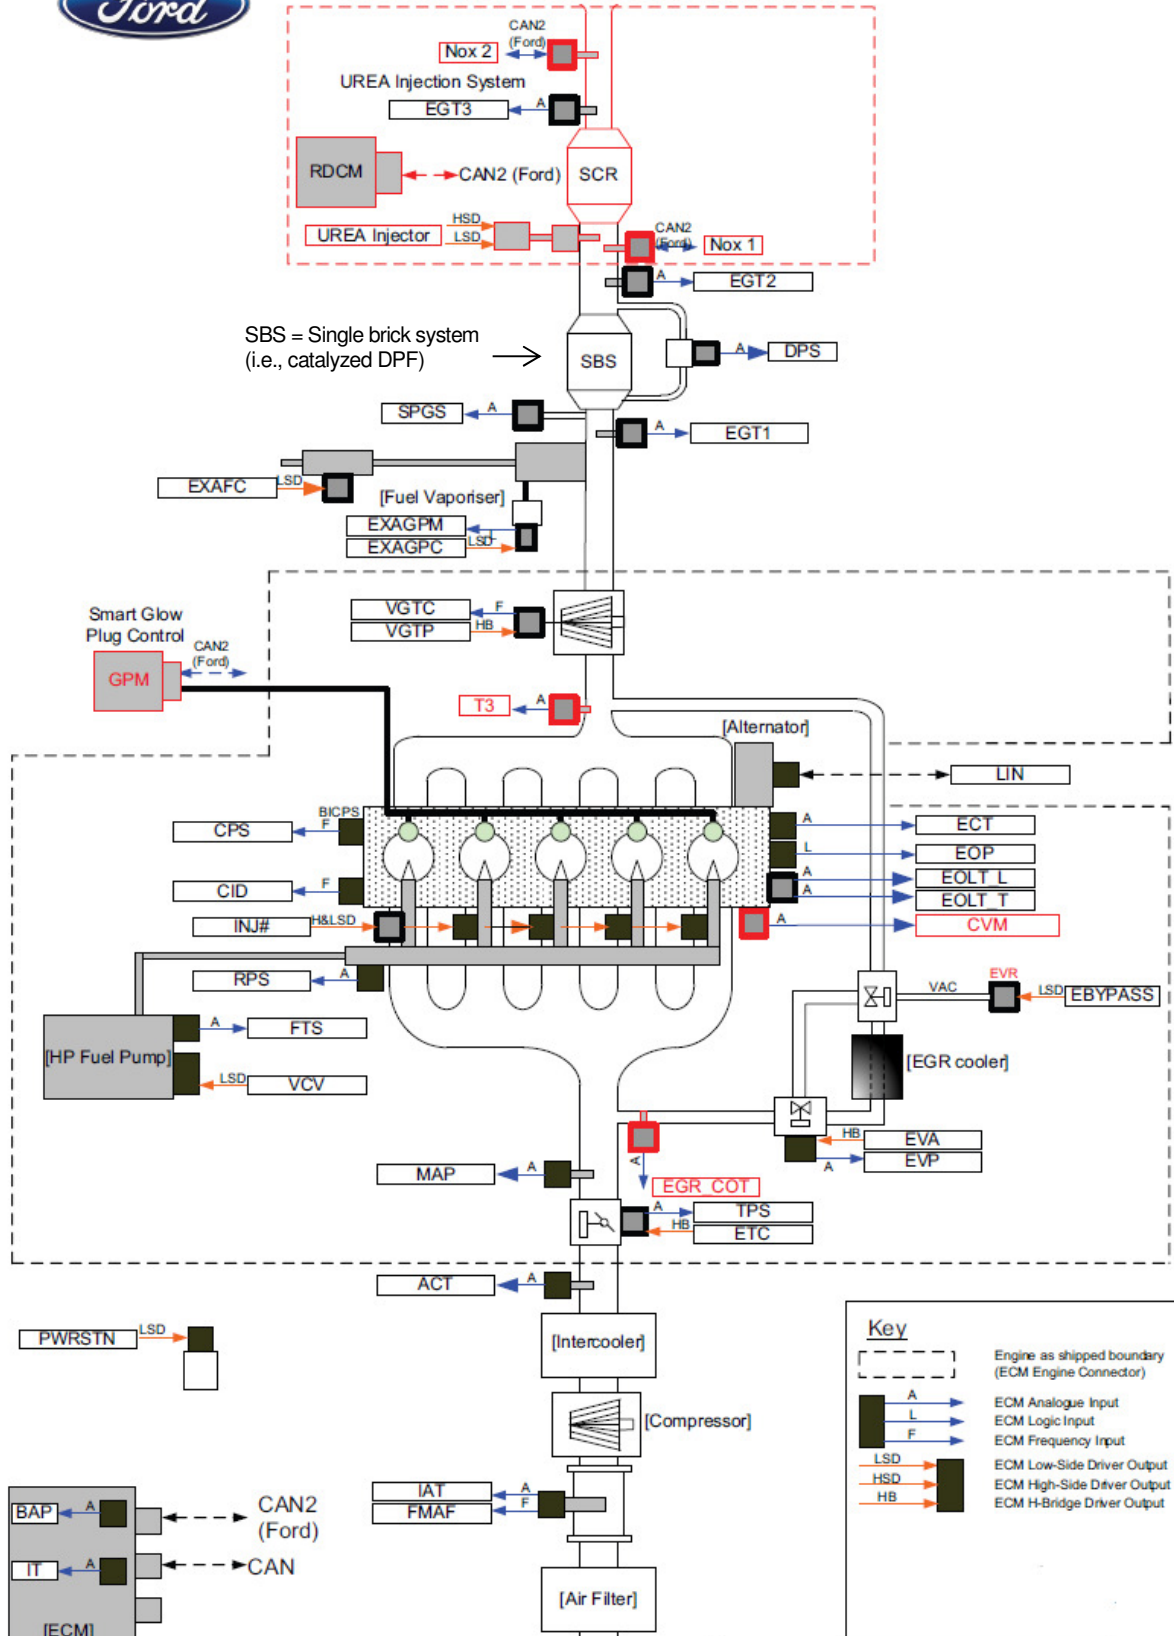 Ford
CAN2
(Ford)
Nox 2
UREA Injection System
EGT3
A
RDCM
CAN2 (Ford)
SCR
HSD
UREA Injector
LSD
CAN2
(Ford)
Nox 1
A
EGT2
SBS = Single brick system
(i.e., catalyzed DPF)
SBS
A
DPS
SPGS
A
A
EGT1
EXAFC
LSD
[Fuel Vaporiser]
EXAGPM
L
EXAGPC
LSD
Smart Glow
Plug Control
CAN2
(Ford)
GPM
VGTC
F
VGTP
HB
T3
A
[Alternator]
LIN
BICPS
CPS
F
A
ECT
L
EOP
CID
F
A
EOLT_L
A
EOLT_T
INJ#
H&LSD
A
CVM
RPS
A
EVR
VAC
LSD
EBYPASS
[HP Fuel Pump]
A
FTS
LSD
VCV
[EGR cooler]
HB
EVA
A
EVP
MAP
A
A
EGR_COT
A
TPS
HB
ETC
ACT
A
PWRSTN
LSD
[Intercooler]
[Compressor]
IAT
A
FMAF
F
[Air Filter]
BAP
A
CAN2
(Ford)
IT
A
CAN
[ECM]
Key
Engine as shipped boundary
(ECM Engine Connector)
A
ECM Analogue Input
L
ECM Logic Input
F
ECM Frequency Input
LSD
ECM Low-Side Driver Output
HSD
ECM High-Side Driver Output
HB
ECM H-Bridge Driver Output